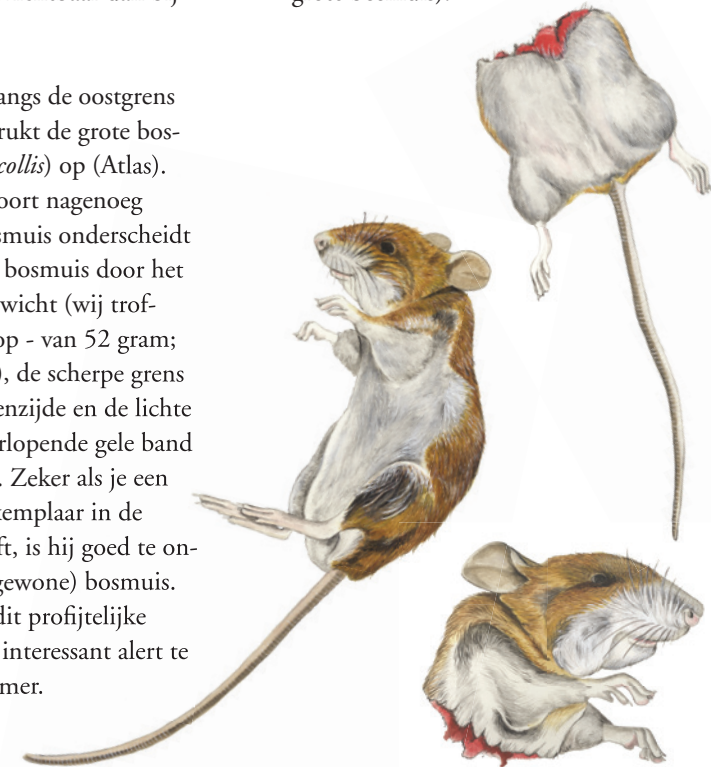 angs de oostgrens
rukt de grote bos-
collis) op (Atlas).
oort nagenoeg
smuis onderscheidt
bosmuis door het
wicht (wij trof-
op - van 52 gram;
), de scherpe grens
enzijde en de lichte
rlopende gele band
. Zeker als je een
emplaar in de
ft, is hij goed te on-
gewone) bosmuis.
dit profijtelijke
interessant alert te
mer.